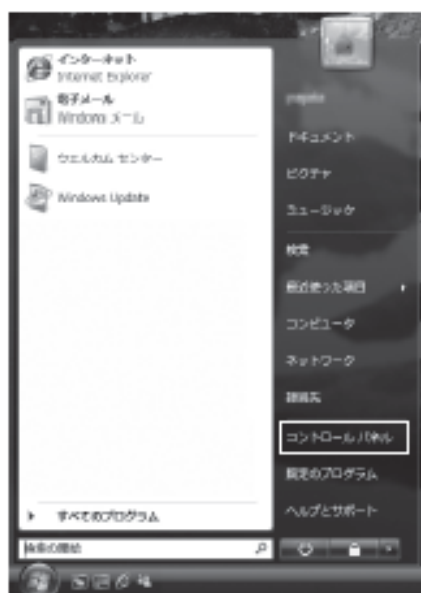 インターネット
Internet Explorer
電子メール
Windows メール
ウェルカム センター
Windows Update
すべてのプログラム
検索の開始
ドキュメント
ピクチャ
ミュージック
検索
最近使った項目
コンピュータ
ネットワーク
接続先
コントロール パネル
既定のプログラム
ヘルプとサポート